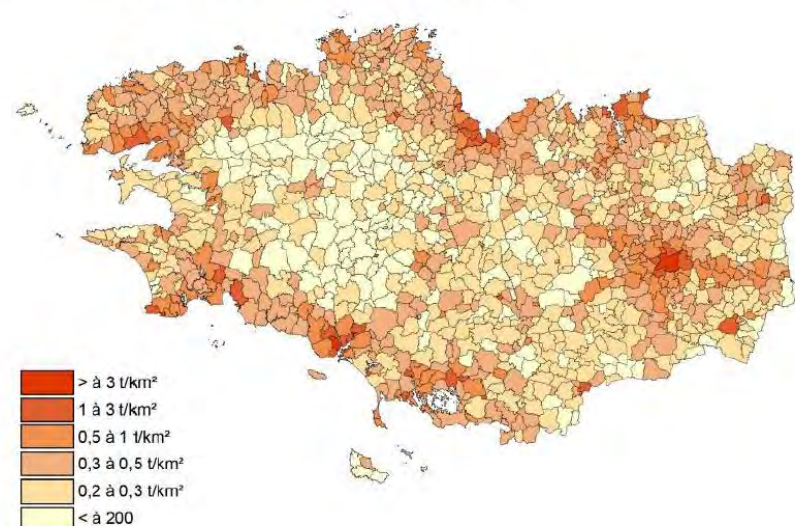 > à 3 t/km²
1 à 3 t/km²
0,5 à 1 t/km²
0,3 à 0,5 t/km²
0,2 à 0,3 t/km²
< à 200